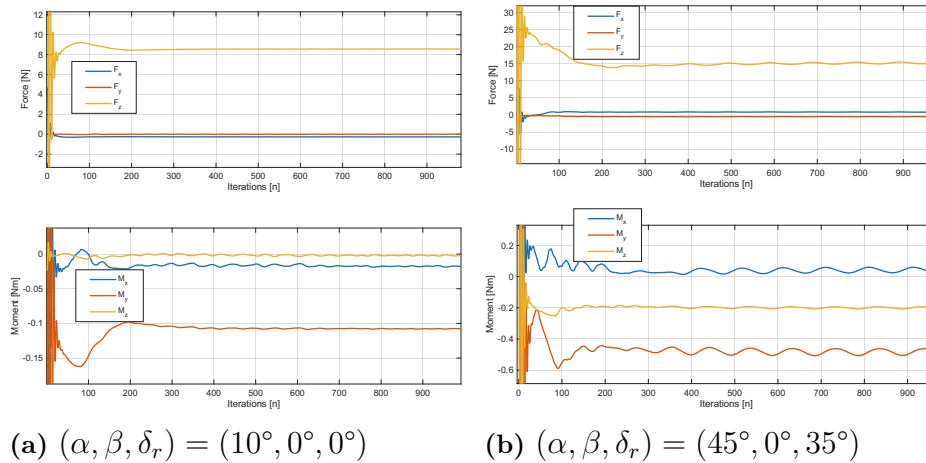 12
10
8
6
4
2
0
-2
Force [N]
F_x
F_y
F_z
100 200 300 400 500 600 700 800 900
Iterations [n]
35
30
25
20
15
10
5
0
-5
-10
Force [N]
F_x
F_y
F_z
0 100 200 300 400 500 600 700 800 900
Iterations [n]
0
-0.05
-0.1
-0.15
Moment [Nm]
M_x
M_y
M_z
100 200 300 400 500 600 700 800 900
Iterations [n]
0.2
0
-0.2
-0.4
-0.6
Moment [Nm]
M_x
M_y
M_z
0 100 200 300 400 500 600 700 800 900
Iterations [n]
(a) (α, β, δ_r) = (10°, 0°, 0°)
(b) (α, β, δ_r) = (45°, 0°, 35°)